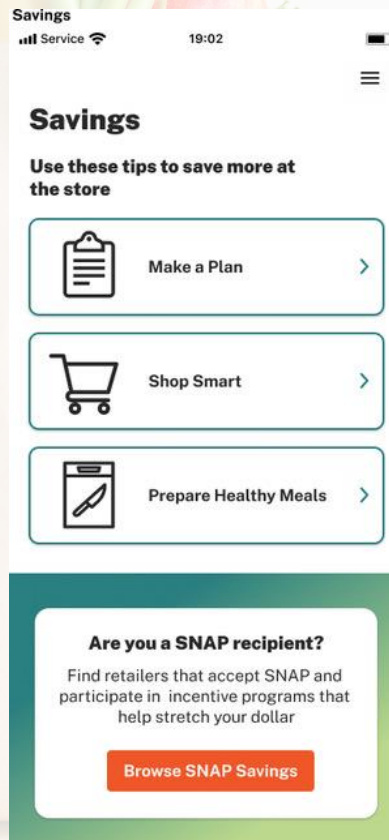 Savings
Service 19:02
Savings
Use these tips to save more at
the store
Make a Plan
Shop Smart
Prepare Healthy Meals
Are you a SNAP recipient?
Find retailers that accept SNAP and
participate in incentive programs that
help stretch your dollar
Browse SNAP Savings